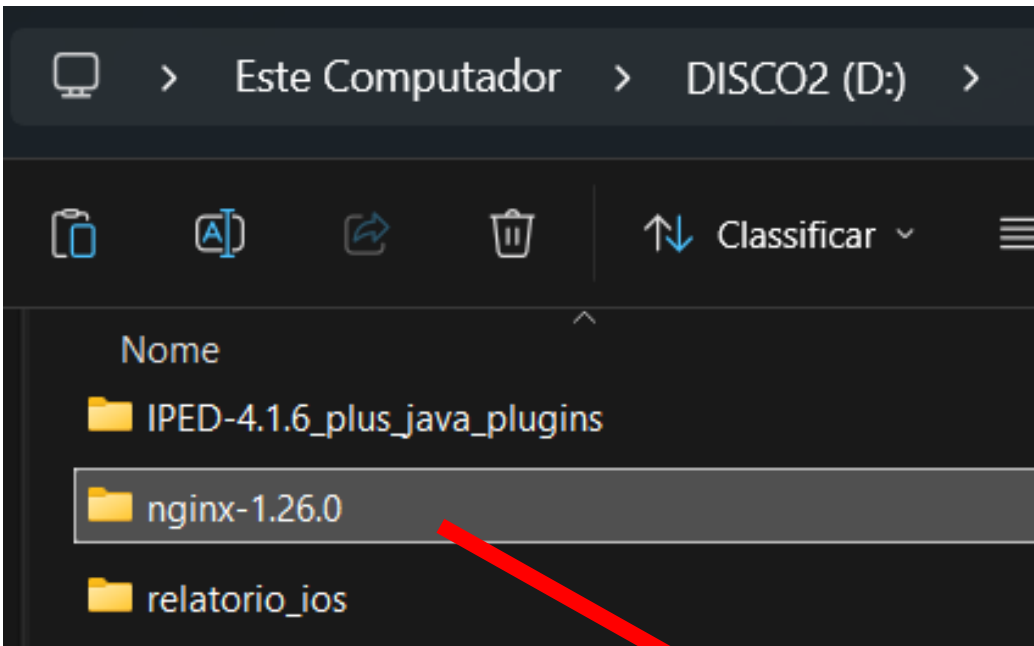 Este Computador > DISCO2 (D:) >
Classificar
Nome
IPED-4.1.6_plus_java_plugins
nginx-1.26.0
relatorio_ios